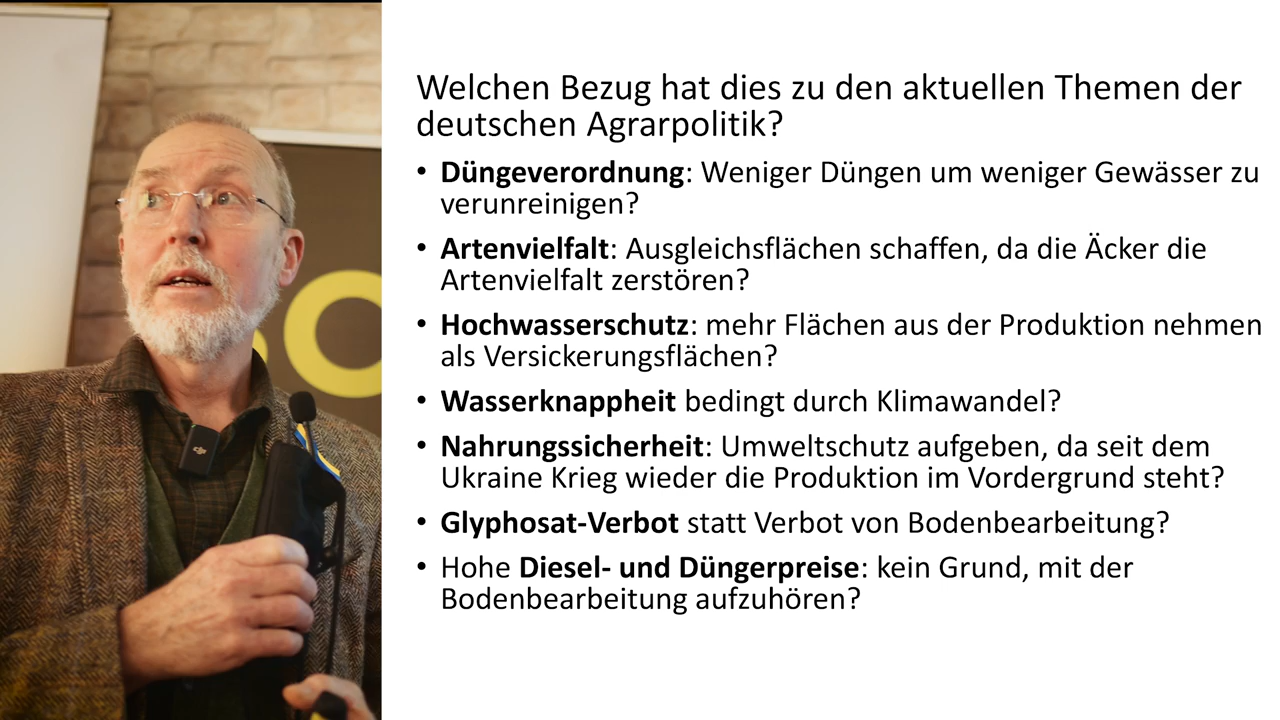 Welchen Bezug hat dies zu den aktuellen Themen der
deutschen Agrarpolitik?
• Düngeverordnung: Weniger Düngen um weniger Gewässer zu
verunreinigen?
• Artenvielfalt: Ausgleichsflächen schaffen, da die Äcker die
Artenvielfalt zerstören?
• Hochwasserschutz: mehr Flächen aus der Produktion nehmen
als Versickerungsflächen?
• Wasserknappheit bedingt durch Klimawandel?
• Nahrungssicherheit: Umweltschutz aufgeben, da seit dem
Ukraine Krieg wieder die Produktion im Vordergrund steht?
• Glyphosat-Verbot statt Verbot von Bodenbearbeitung?
• Hohe Diesel- und Düngerpreise: kein Grund, mit der
Bodenbearbeitung aufzuhören?